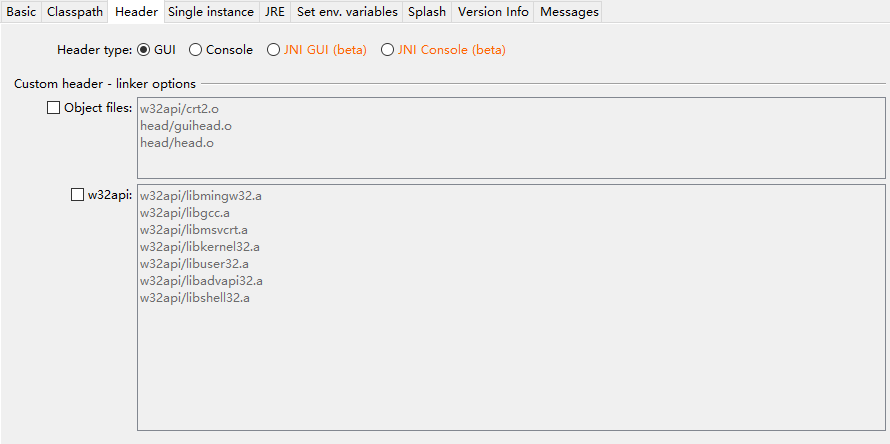 Basic Classpath Header Single instance JRE Set env. variables Splash Version Info Messages
Header type: GUI Console JNI GUI (beta) JNI Console (beta)
Custom header - linker options
Object files:
w32api/crt2.o
head/guihead.o
head/head.o
w32api:
w32api/libmingw32.a
w32api/libgcc.a
w32api/libmsvcrt.a
w32api/libkernel32.a
w32api/libuser32.a
w32api/libadvapi32.a
w32api/libshell32.a